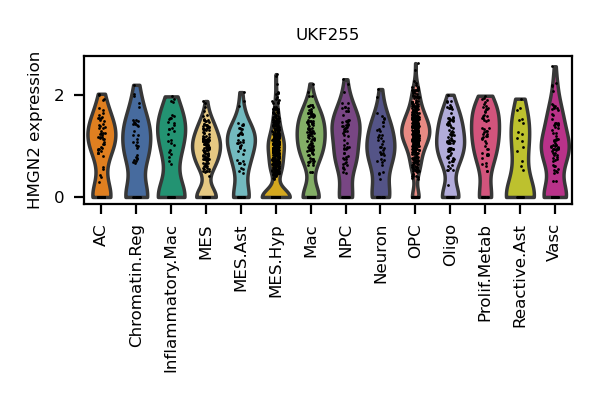 UKF255
HMGN2 expression
2
0
AC
Chromatin.Reg
Inflammatory.Mac
MES
MES.Ast
MES.Hyp
Mac
NPC
Neuron
OPC
Oligo
Prolif.Metab
Reactive.Ast
Vasc